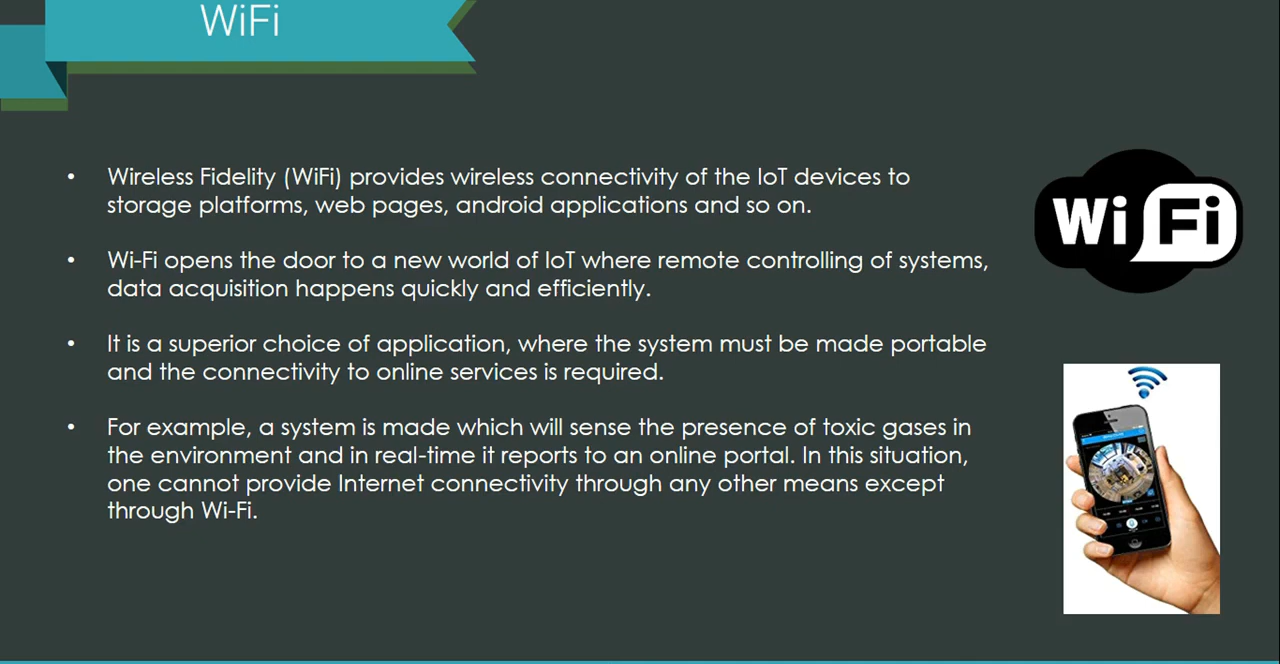 WiFi
• Wireless Fidelity (WiFi) provides wireless connectivity of the IoT devices to
storage platforms, web pages, android applications and so on.
• Wi-Fi opens the door to a new world of IoT where remote controlling of systems,
data acquisition happens quickly and efficiently.
• It is a superior choice of application, where the system must be made portable
and the connectivity to online services is required.
• For example, a system is made which will sense the presence of toxic gases in
the environment and in real-time it reports to an online portal. In this situation,
one cannot provide Internet connectivity through any other means except
through Wi-Fi.
Wi Fi